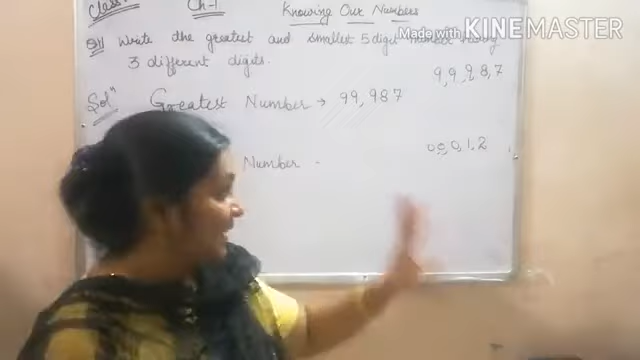 Class- Ch-1 Knowing Our Numbers
Made with KINEMASTER
Q1) Write the greatest and smallest 5 digit number having
3 different digits.
9,9,9,8,7
Solⁿ Greatest Number → 99,987
0,0,0,1,2
Number -